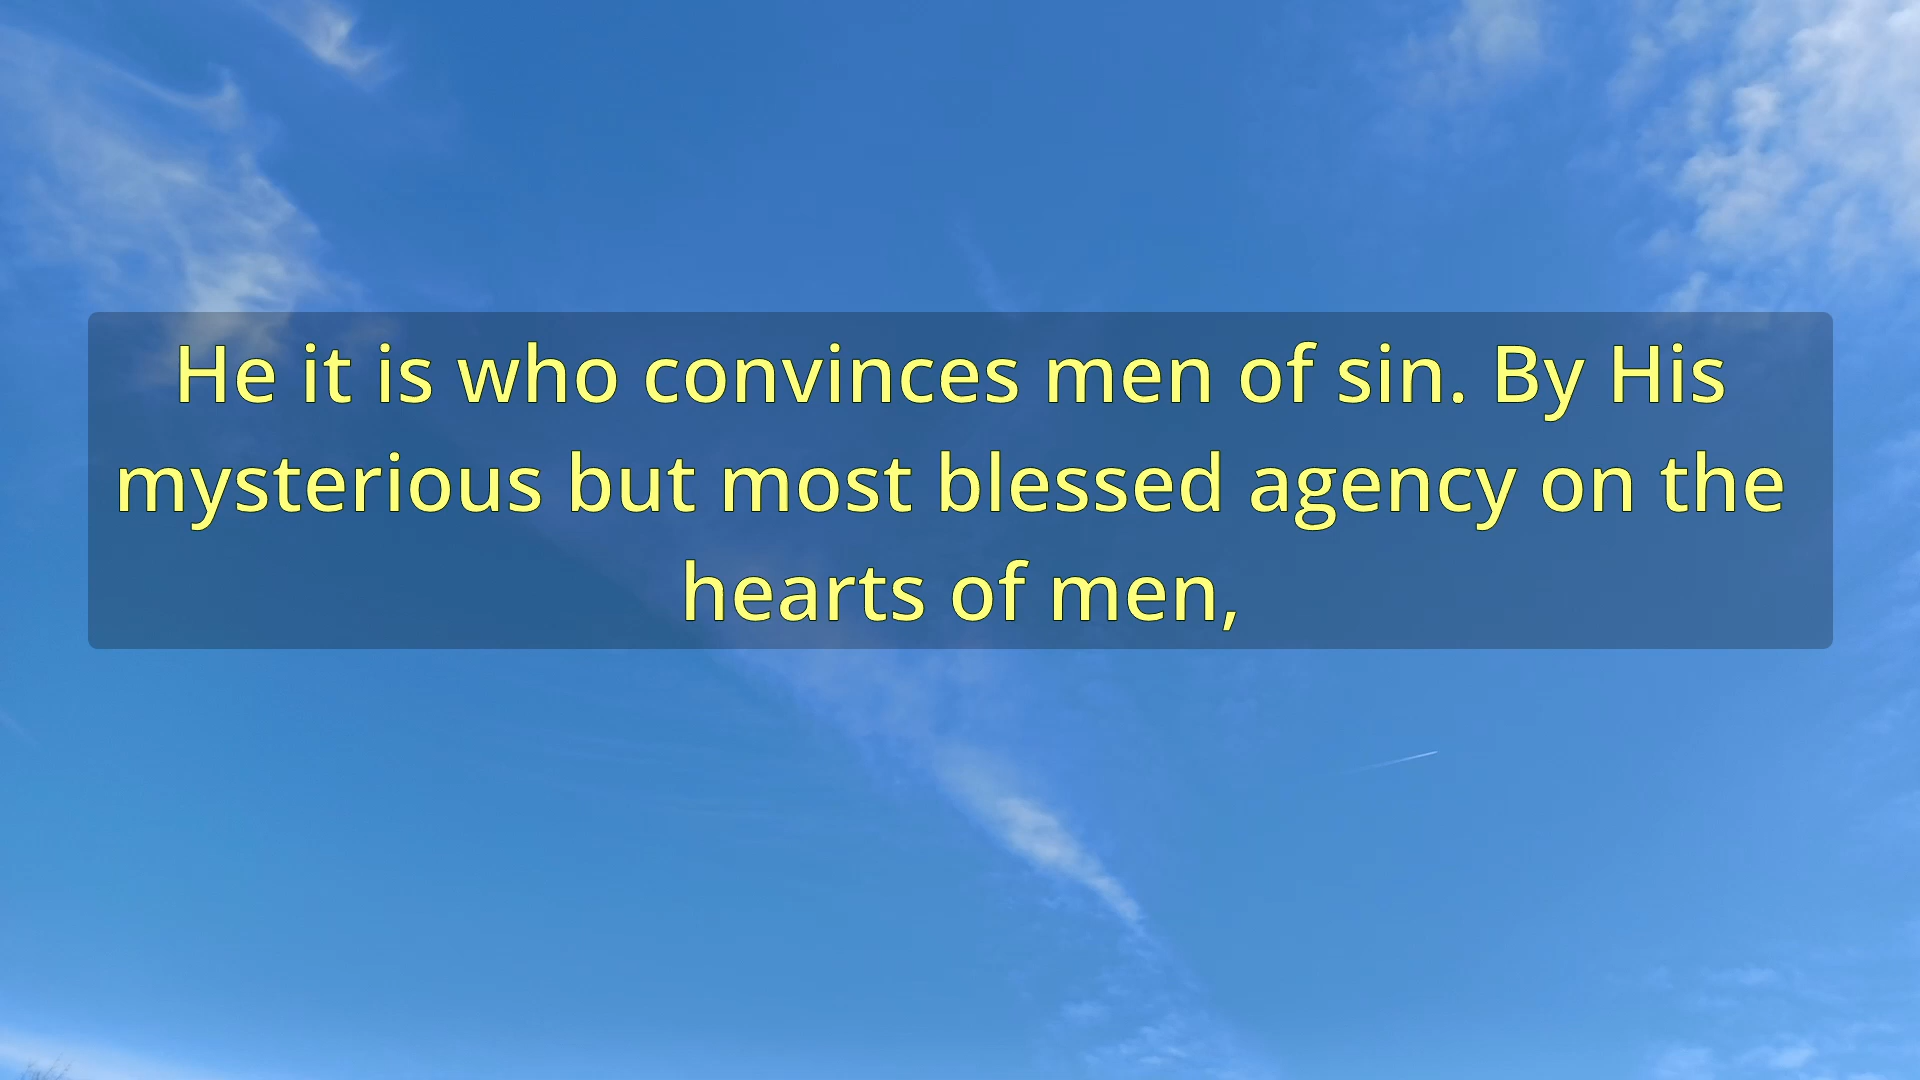 He it is who convinces men of sin. By His
mysterious but most blessed agency on the
hearts of men,